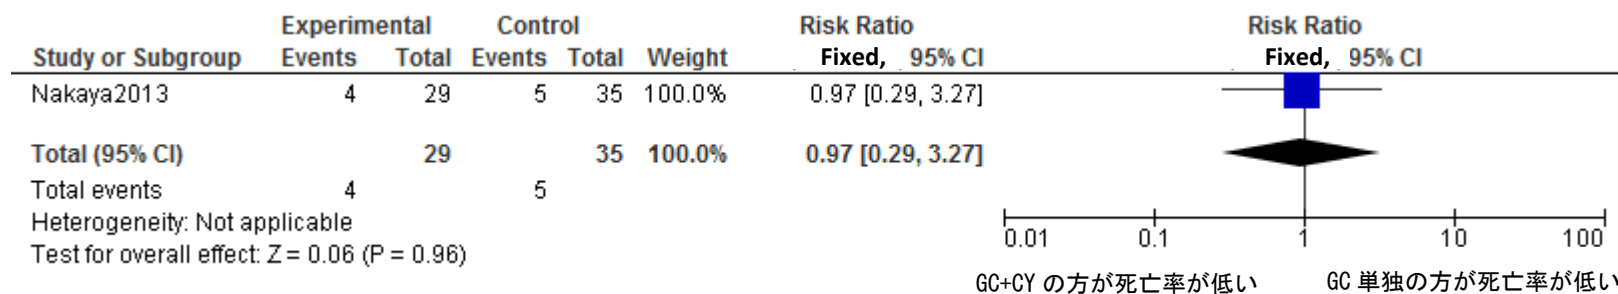 Experimental Control Risk Ratio Risk Ratio
Study or Subgroup Events Total Events Total Weight Fixed, 95% CI Fixed, 95% CI
Nakaya2013 4 29 5 35 100.0% 0.97 [0.29, 3.27]
Total (95% CI) 29 35 100.0% 0.97 [0.29, 3.27]
Total events 4 5
Heterogeneity: Not applicable
Test for overall effect: Z = 0.06 (P = 0.96)
0.01 0.1 1 10 100
GC+CY の方が死亡率が低い GC 単独の方が死亡率が低い